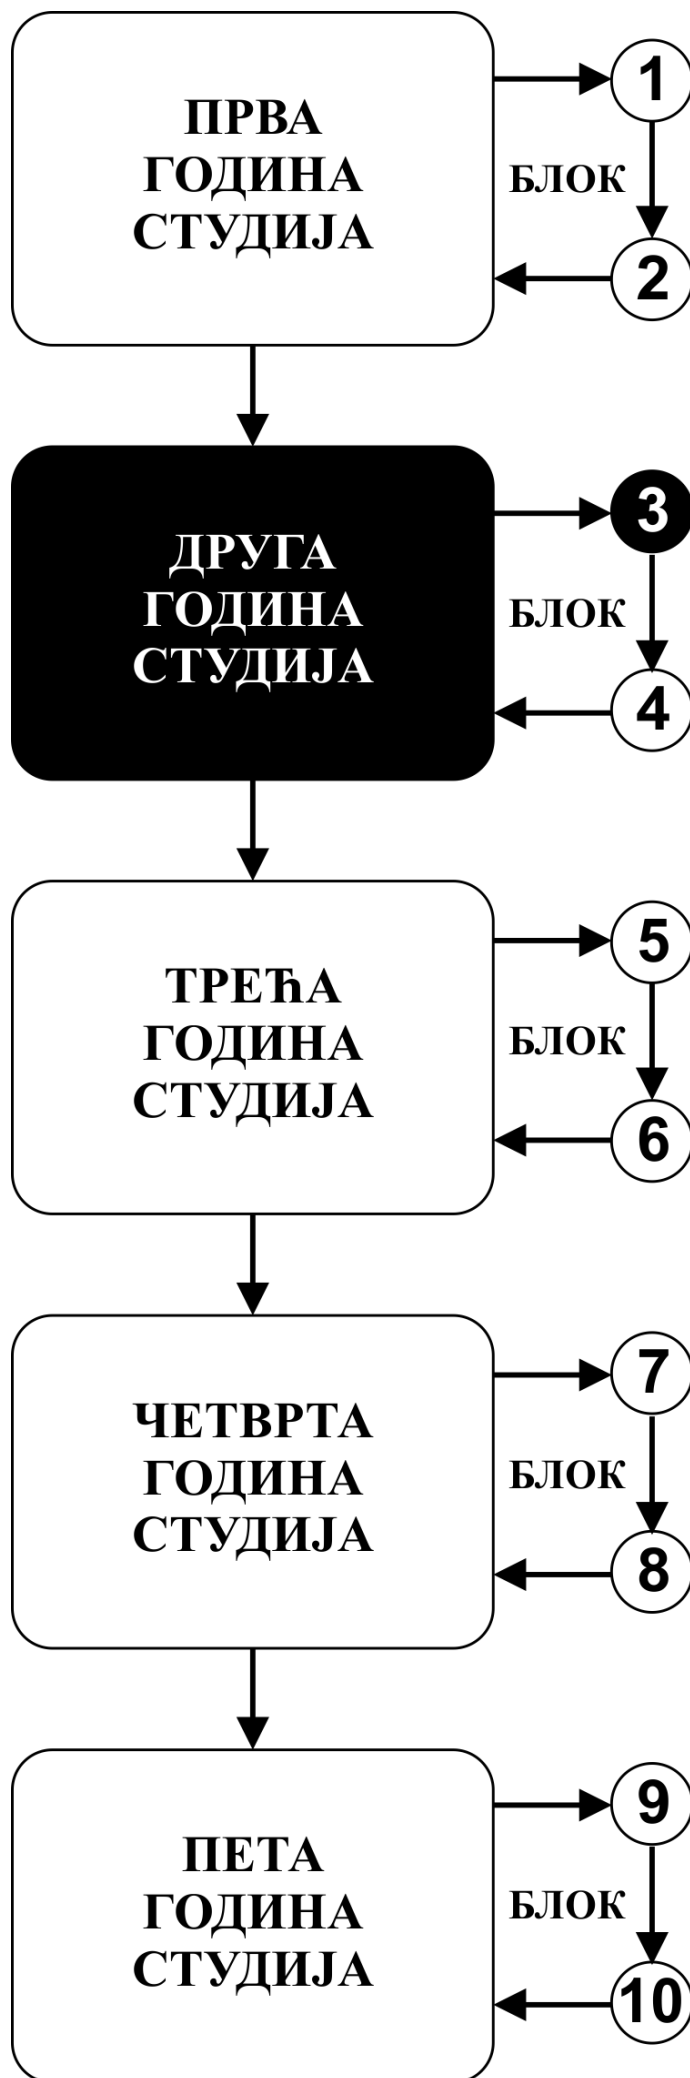 ПРВА
ГОДИНА
СТУДИЈА
1
БЛОК
2
ДРУГА
ГОДИНА
СТУДИЈА
3
БЛОК
4
ТРЕЋА
ГОДИНА
СТУДИЈА
5
БЛОК
6
ЧЕТВРТА
ГОДИНА
СТУДИЈА
7
БЛОК
8
ПЕТА
ГОДИНА
СТУДИЈА
9
БЛОК
10